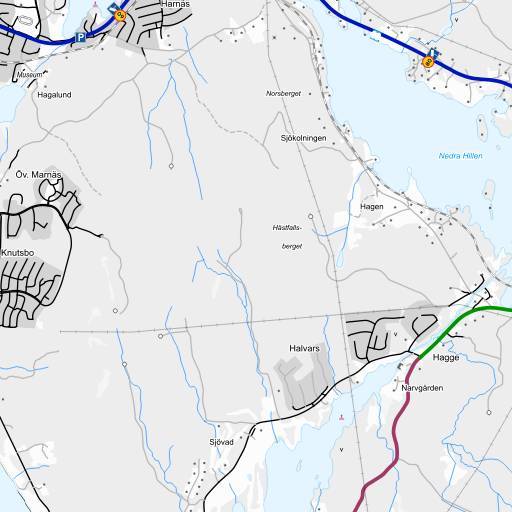 Harnäs
P
Museum
Hagalund
Norsberget
Sjökolningen
Nedra Hillen
Öv. Marnäs
Hagen
Hästfalls-
berget
Knutsbo
Halvars
Hagge
Narvgården
Sjövad